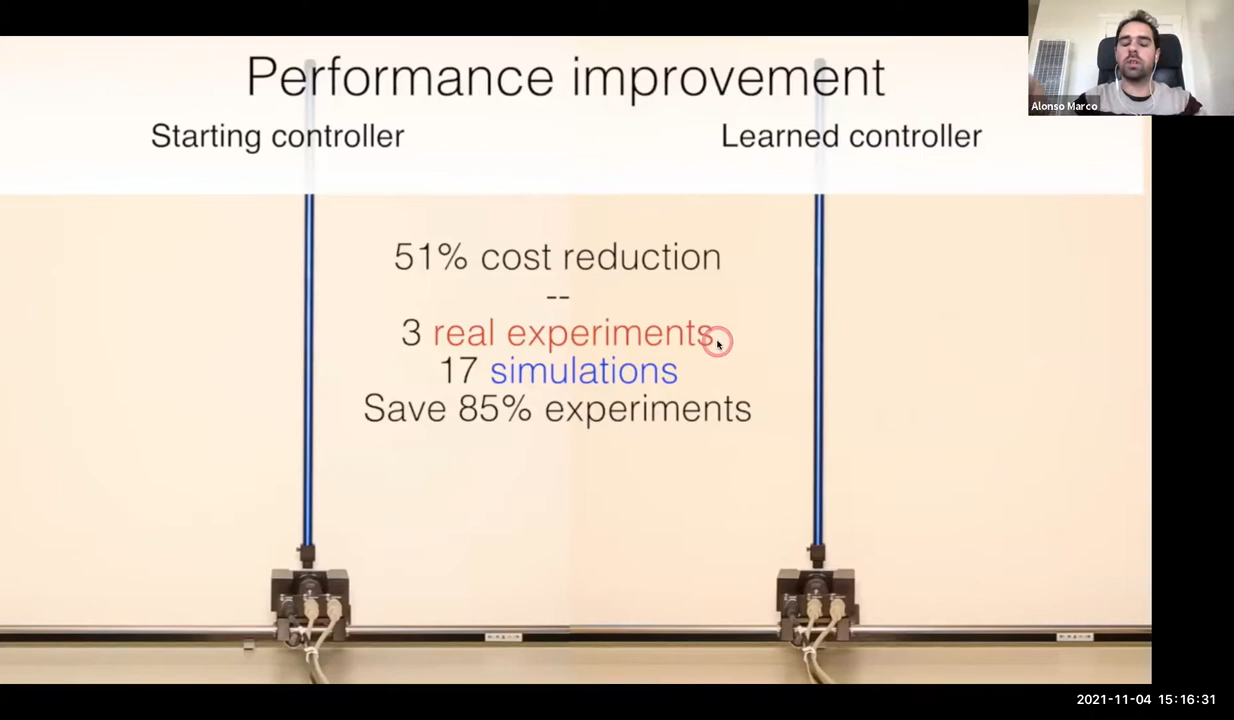 Performance improvement
Starting controller
Learned controller
51% cost reduction
--
3 real experiments
17 simulations
Save 85% experiments
Alonso Marco
2021-11-04 15:16:31